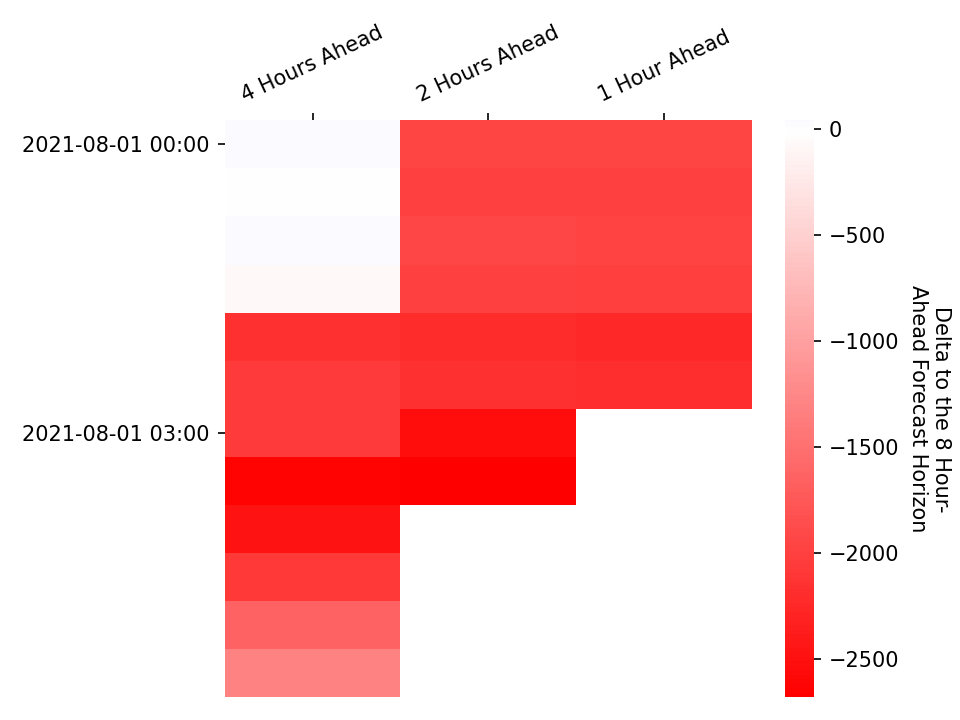 4 Hours Ahead
2 Hours Ahead
1 Hour Ahead
2021-08-01 00:00
2021-08-01 03:00
0
−500
−1000
−1500
−2000
−2500
Delta to the 8 Hour-
Ahead Forecast Horizon